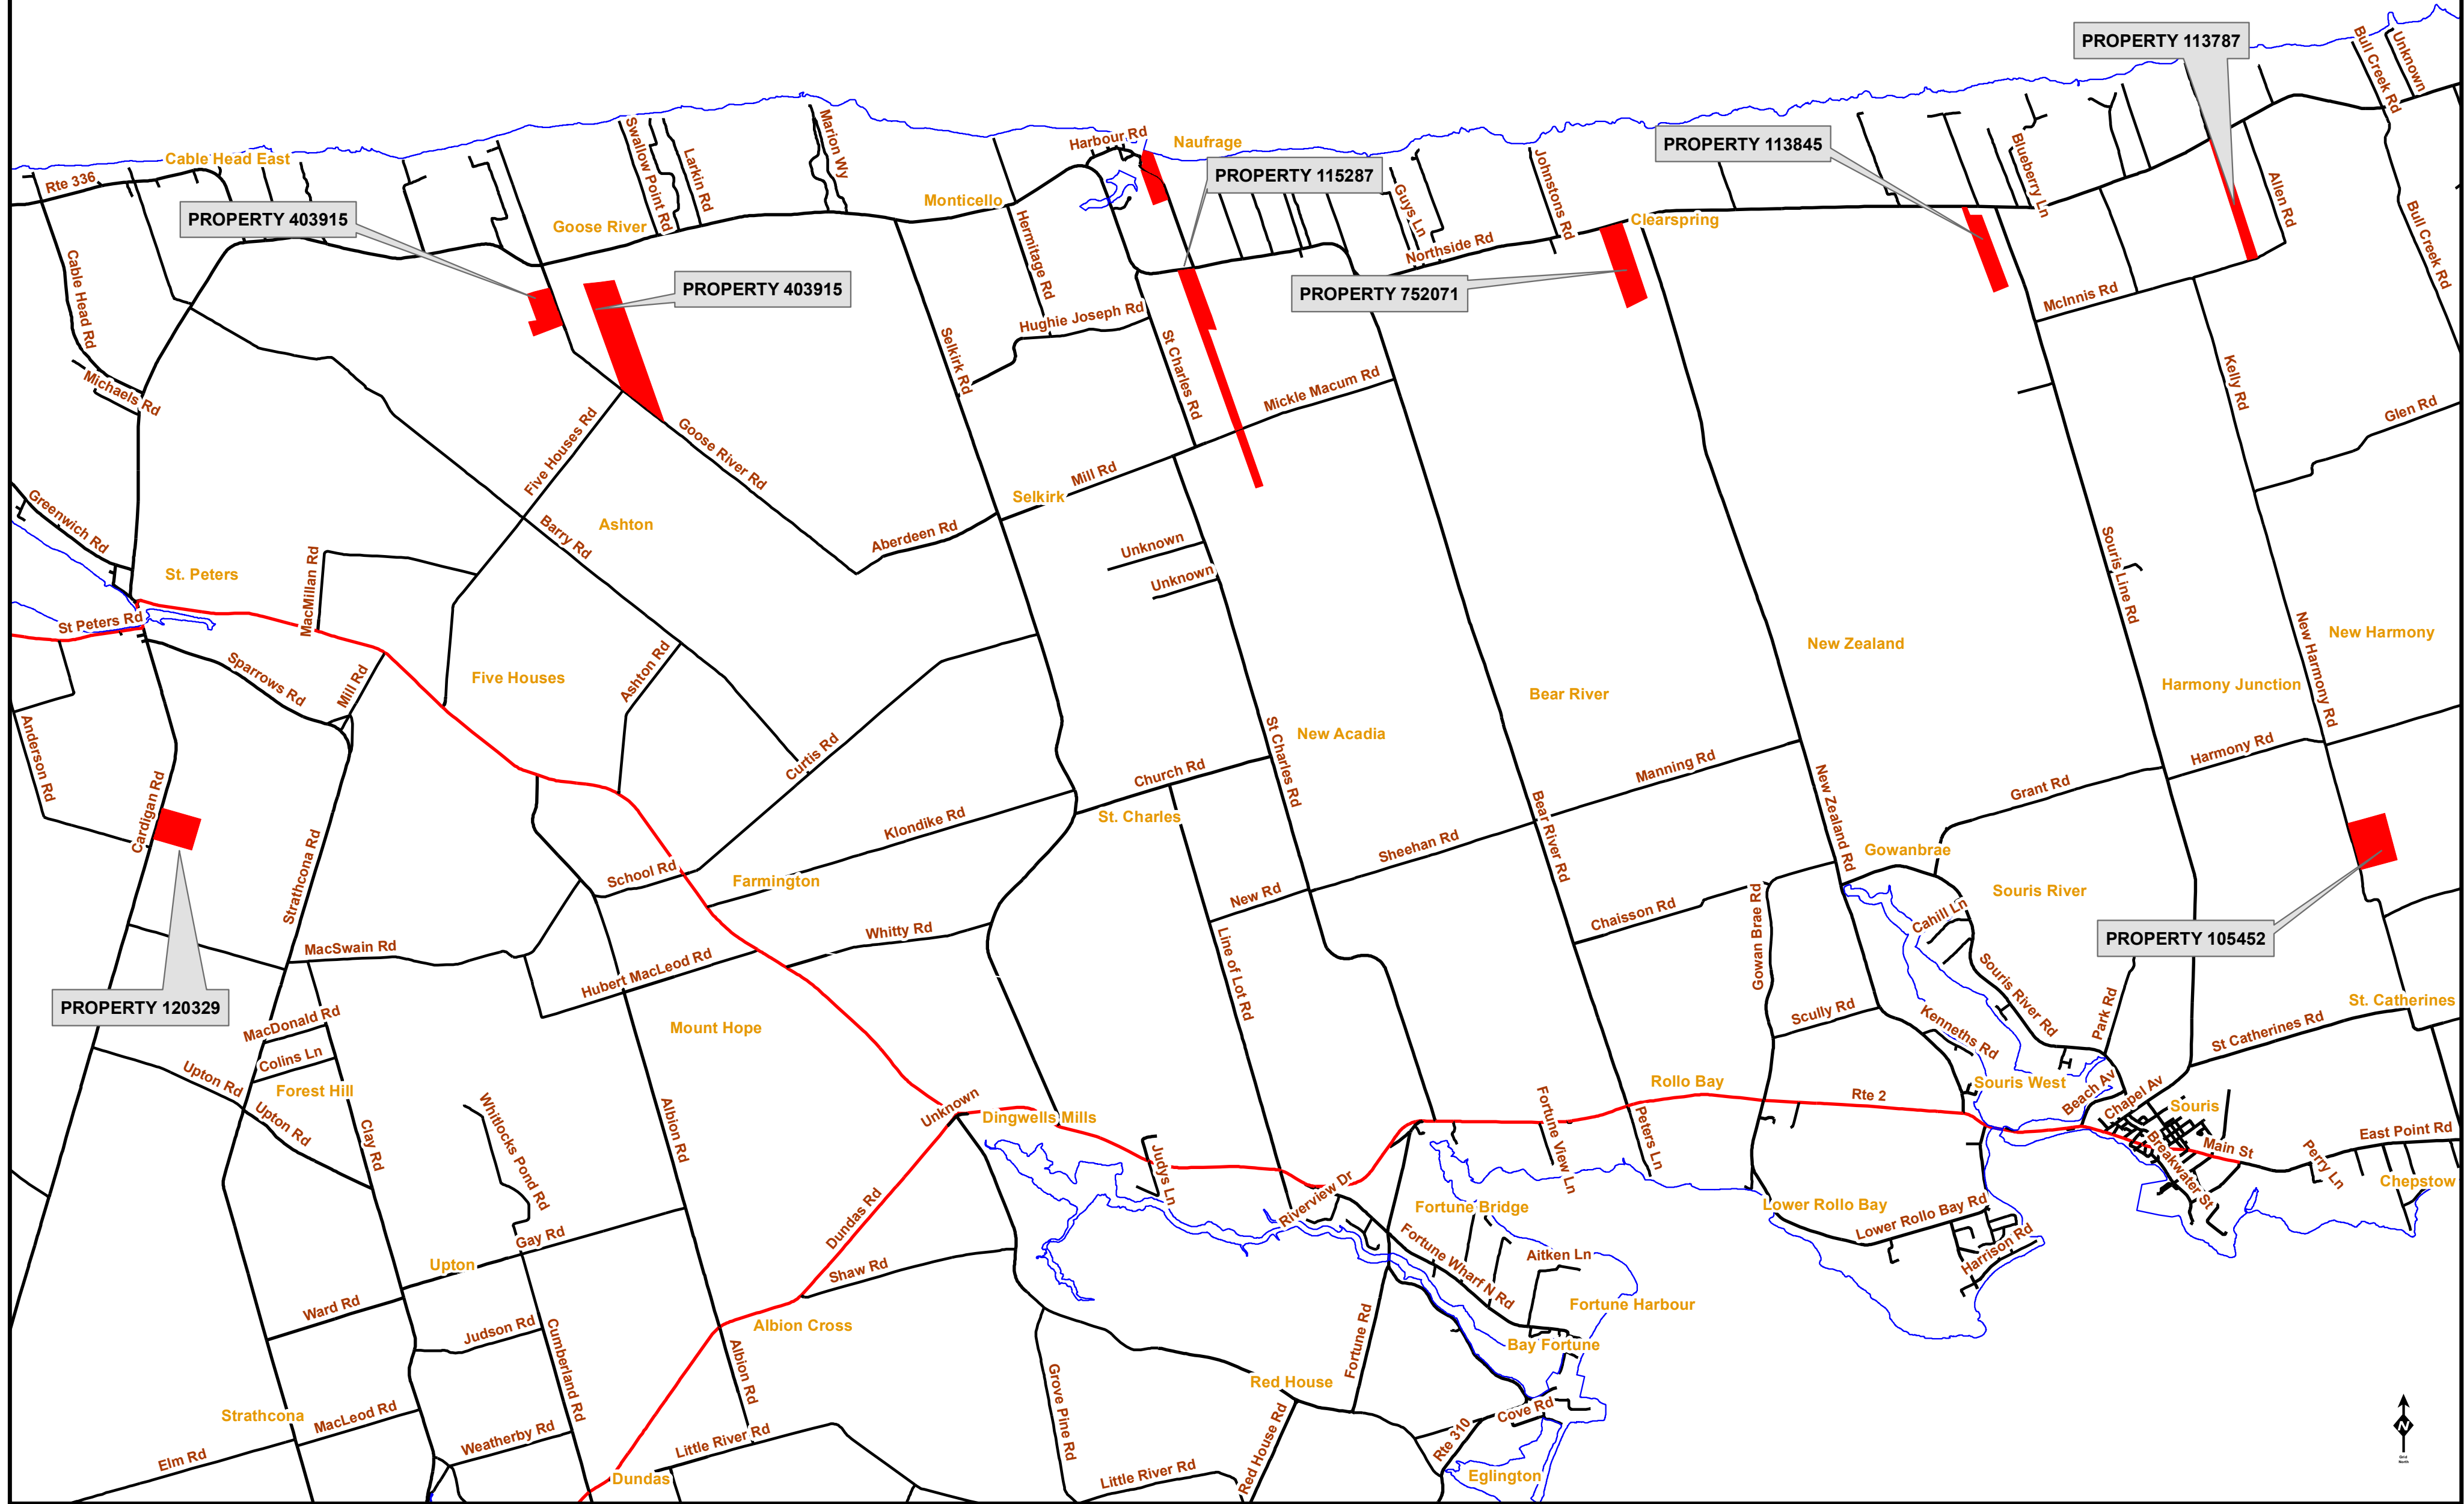 PROPERTY 113787
Bull Creek Rd
Unknown
Harbour Rd
Naufrage
PROPERTY 113845
Marion Wy
Swallow Point Rd
Larkin Rd
Cable Head East
Rte 336
PROPERTY 403915
Goose River
Monticello
PROPERTY 115287
Guys Ln
Johnstons Rd
Clearspring
Blueberry Ln
Allen Rd
Bull Creek Rd
Cable Head Rd
Hermitage Rd
Northside Rd
PROPERTY 403915
PROPERTY 752071
McInnis Rd
Hughie Joseph Rd
Michaels Rd
Selkirk Rd
St Charles Rd
Mickle Macum Rd
Kelly Rd
Glen Rd
Five Houses Rd
Goose River Rd
Greenwich Rd
Selkirk
Mill Rd
Ashton
Barry Rd
Aberdeen Rd
Unknown
Unknown
Souris Line Rd
St. Peters
MacMillan Rd
St Peters Rd
New Harmony Rd
New Harmony
Sparrows Rd
Mill Rd
Five Houses
Ashton Rd
New Zealand
Bear River
Harmony Junction
Anderson Rd
New Acadia
St Charles Rd
Curtis Rd
Church Rd
Manning Rd
Harmony Rd
Cardigan Rd
Strathcona Rd
Klondike Rd
St. Charles
Bear River Rd
New Zealand Rd
Grant Rd
School Rd
Farmington
Sheehan Rd
Gowanbrae
New Rd
Gowan Brae Rd
Souris River
Chaisson Rd
Cahill Ln
MacSwain Rd
Whitty Rd
Hubert MacLeod Rd
Line of Lot Rd
PROPERTY 105452
Souris River Rd
PROPERTY 120329
MacDonald Rd
Mount Hope
Scully Rd
Kenneths Rd
Park Rd
St. Catherines
St Catherines Rd
Colins Ln
Upton Rd
Forest Hill
Upton Rd
Clay Rd
Whitlocks Pond Rd
Albion Rd
Unknown
Dingwells Mills
Fortune View Ln
Rollo Bay
Peters Ln
Rte 2
Souris West
Beach Av
Chapel Av
Souris
Main St
Breakwater St
East Point Rd
Perry Ln
Chepstow
Judys Ln
Riverview Dr
Fortune Bridge
Lower Rollo Bay
Lower Rollo Bay Rd
Harrison Rd
Dundas Rd
Gay Rd
Upton
Shaw Rd
Fortune Wharf N Rd
Aitken Ln
Ward Rd
Fortune Harbour
Judson Rd
Cumberland Rd
Albion Cross
Albion Rd
Fortune Rd
Bay Fortune
Grove Pine Rd
Red House
Strathcona
MacLeod Rd
Cove Rd
Elm Rd
Weatherby Rd
Little River Rd
Red House Rd
Rte 310
Dundas
Little River Rd
Eglington
N
Grid
North